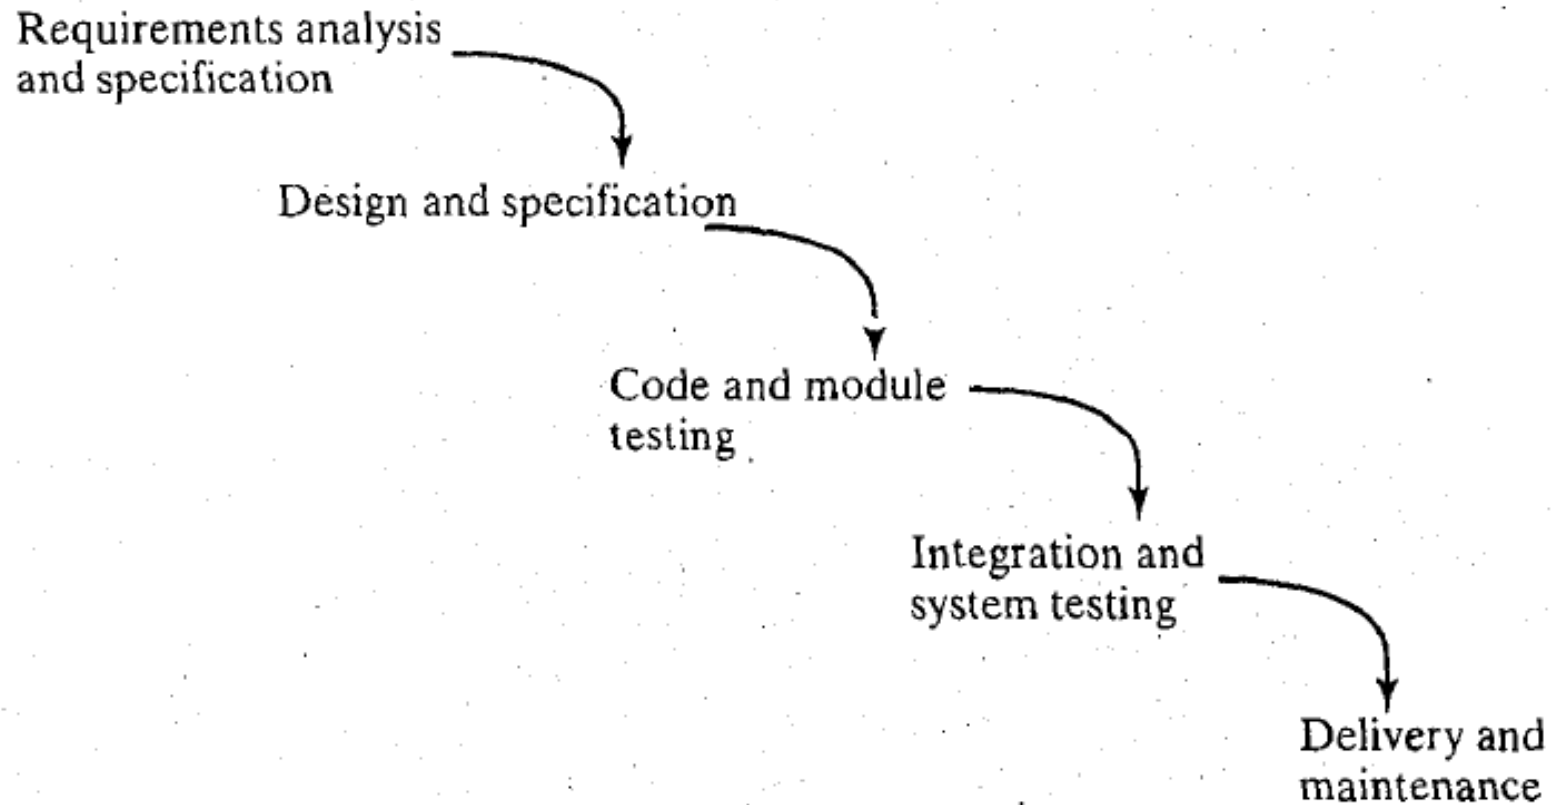 Requirements analysis
and specification
Design and specification
Code and module
testing
Integration and
system testing
Delivery and
maintenance